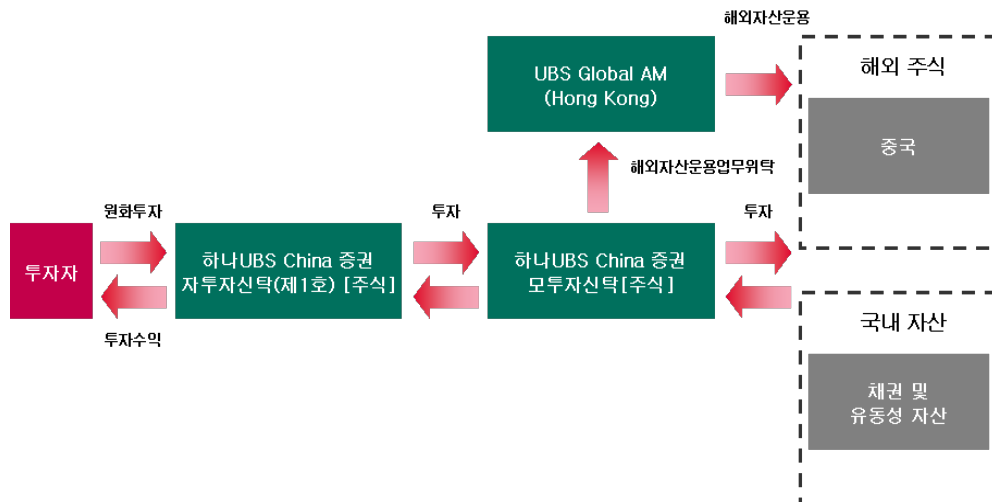 해외자산운용
UBS Global AM
(Hong Kong)
해외 주식
중국
해외자산운용업무위탁
원화투자
투자
투자
투자자
하나UBS China 증권
자투자신탁(제1호) [주식]
하나UBS China 증권
모투자신탁[주식]
투자수익
국내 자산
채권 및
유동성 자산